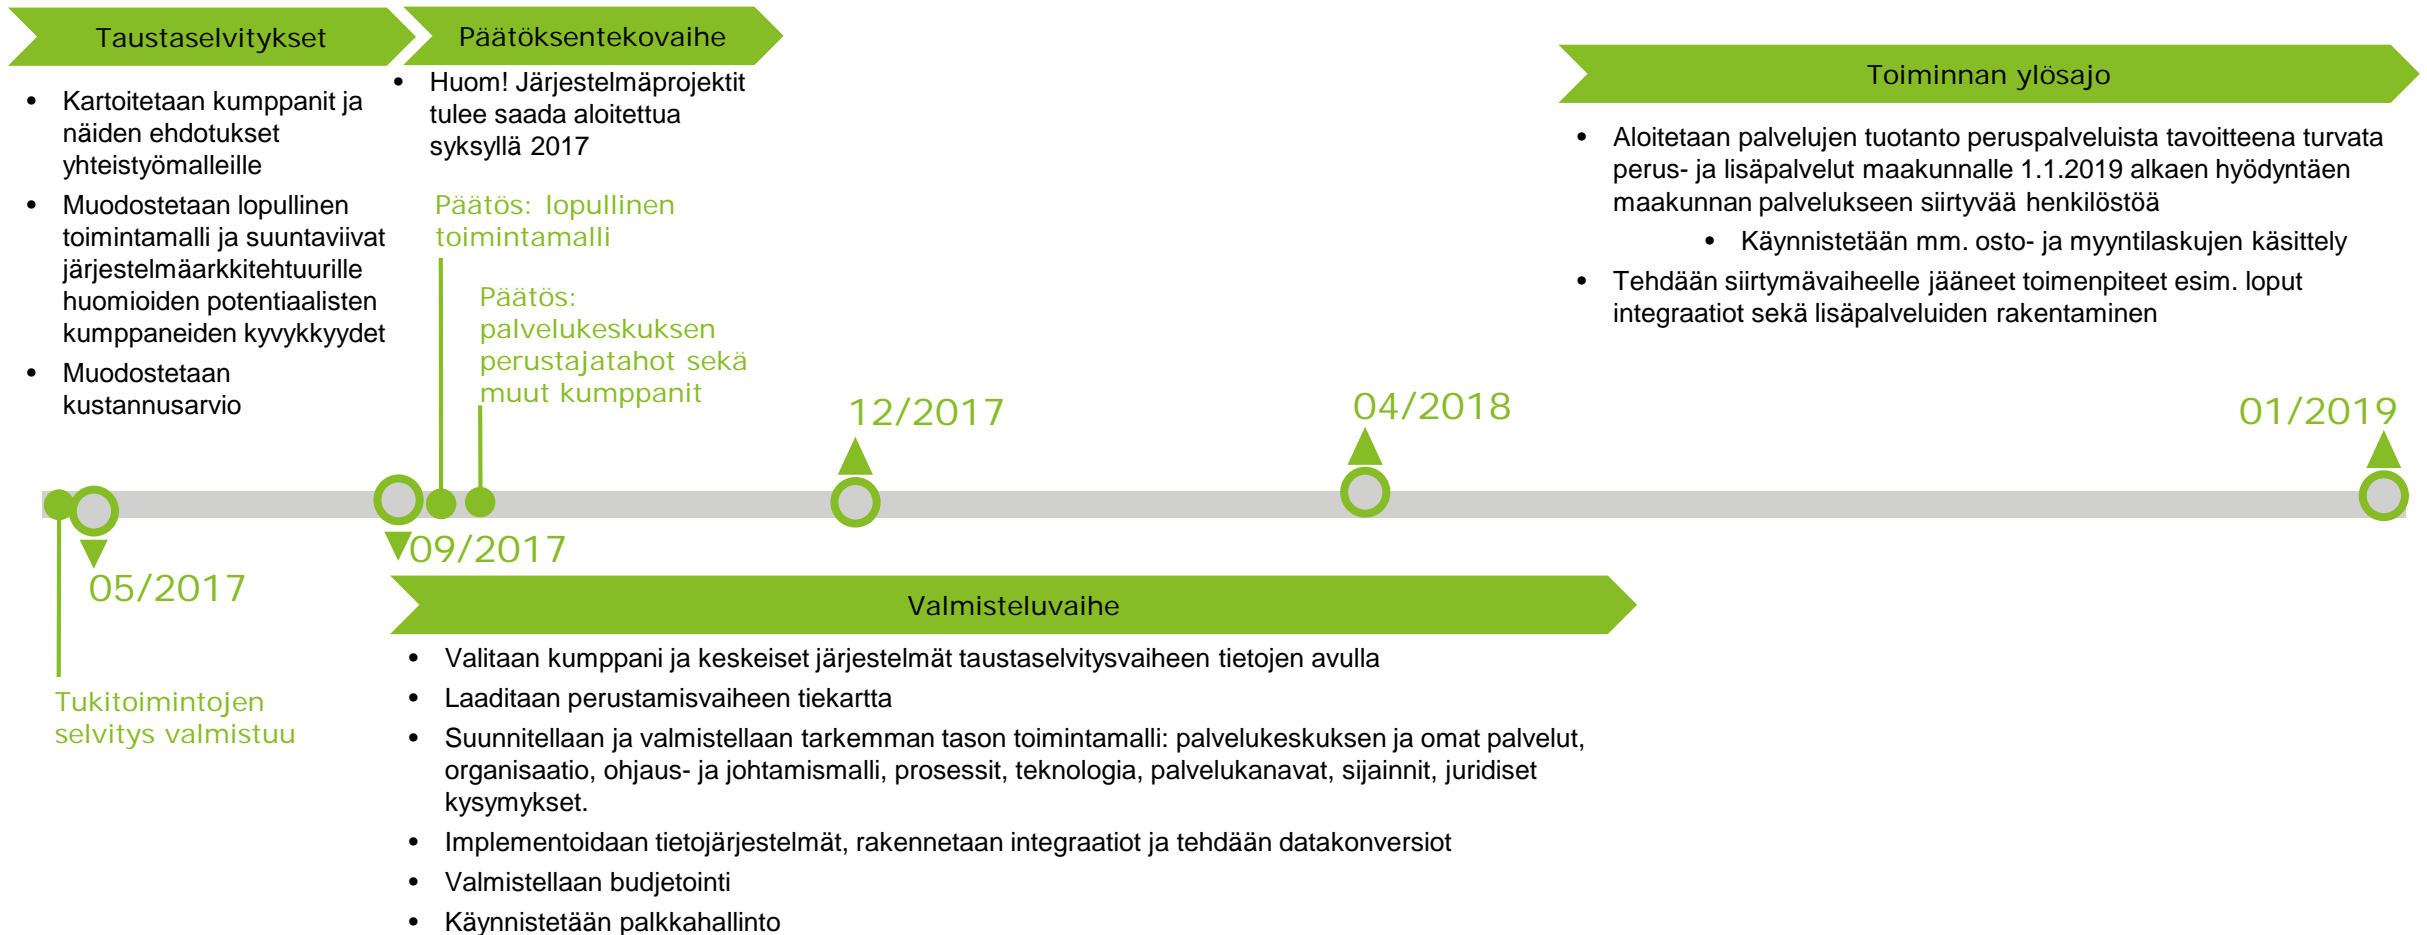 Taustaselvitykset
• Kartoitetaan kumppanit ja
näiden ehdotukset
yhteistyömalleille
• Muodostetaan lopullinen
toimintamalli ja suuntaviivat
järjestelmäarkkitehtuurille
huomioiden potentiaalisten
kumppaneiden kyvykkyydet
• Muodostetaan
kustannusarvio
Päätöksentekovaihe
• Huom! Järjestelmäprojektit
tulee saada aloitettua
syksyllä 2017
Päätös: lopullinen
toimintamalli
Päätös:
palvelukeskuksen
perustajatahot sekä
muut kumppanit
Toiminnan ylösajo
• Aloitetaan palvelujen tuotanto peruspalveluista tavoitteena turvata
perus- ja lisäpalvelut maakunnalle 1.1.2019 alkaen hyödyntäen
maakunnan palvelukseen siirtyvää henkilöstöä
• Käynnistetään mm. osto- ja myyntilaskujen käsittely
• Tehdään siirtymävaiheelle jääneet toimenpiteet esim. loput
integraatiot sekä lisäpalveluiden rakentaminen
12/2017
04/2018
01/2019
05/2017
09/2017
Tukitoimintojen
selvitys valmistuu
Valmisteluvaihe
• Valitaan kumppani ja keskeiset järjestelmät taustaselvitysvaiheen tietojen avulla
• Laaditaan perustamisvaiheen tiekartta
• Suunnitellaan ja valmistellaan tarkemman tason toimintamalli: palvelukeskuksen ja omat palvelut,
organisaatio, ohjaus- ja johtamismalli, prosessit, teknologia, palvelukanavat, sijainnit, juridiset
kysymykset.
• Implementoidaan tietojärjestelmät, rakennetaan integraatiot ja tehdään datakonversiot
• Valmistellaan budjetointi
• Käynnistetään palkkahallinto